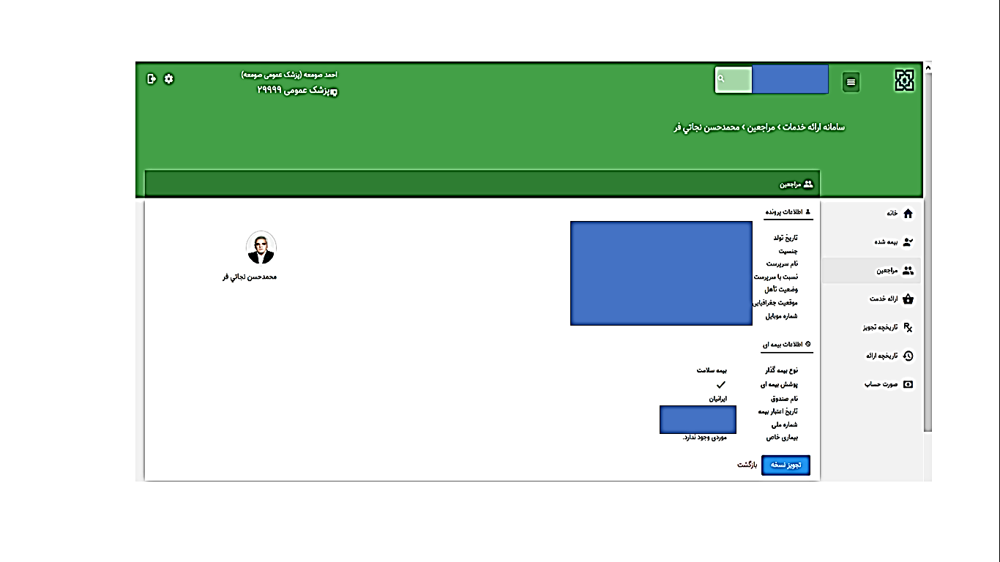 احمد صومعه (پزشک عمومی صومعه)
پزشک عمومی ۲۹۹۹۹
سامانه ارائه خدمات › مراجعین › محمدحسن نجاتي فر
مراجعین
خانه
بیمه شده
مراجعین
ارائه خدمت
تاریخچه تجویز
تاریخچه ارائه
صورت حساب
اطلاعات پرونده
تاریخ تولد
جنسیت
نام سرپرست
نسبت با سرپرست
وضعیت تأهل
موقعیت جغرافیایی
شماره موبایل
محمدحسن نجاتي فر
اطلاعات بیمه ای
نوع بیمه گذار بیمه سلامت
پوشش بیمه ای
نام صندوق ایرانیان
تاریخ اعتبار بیمه
شماره ملی
بیماری خاص موردی وجود ندارد.
تجویز نسخه بازگشت